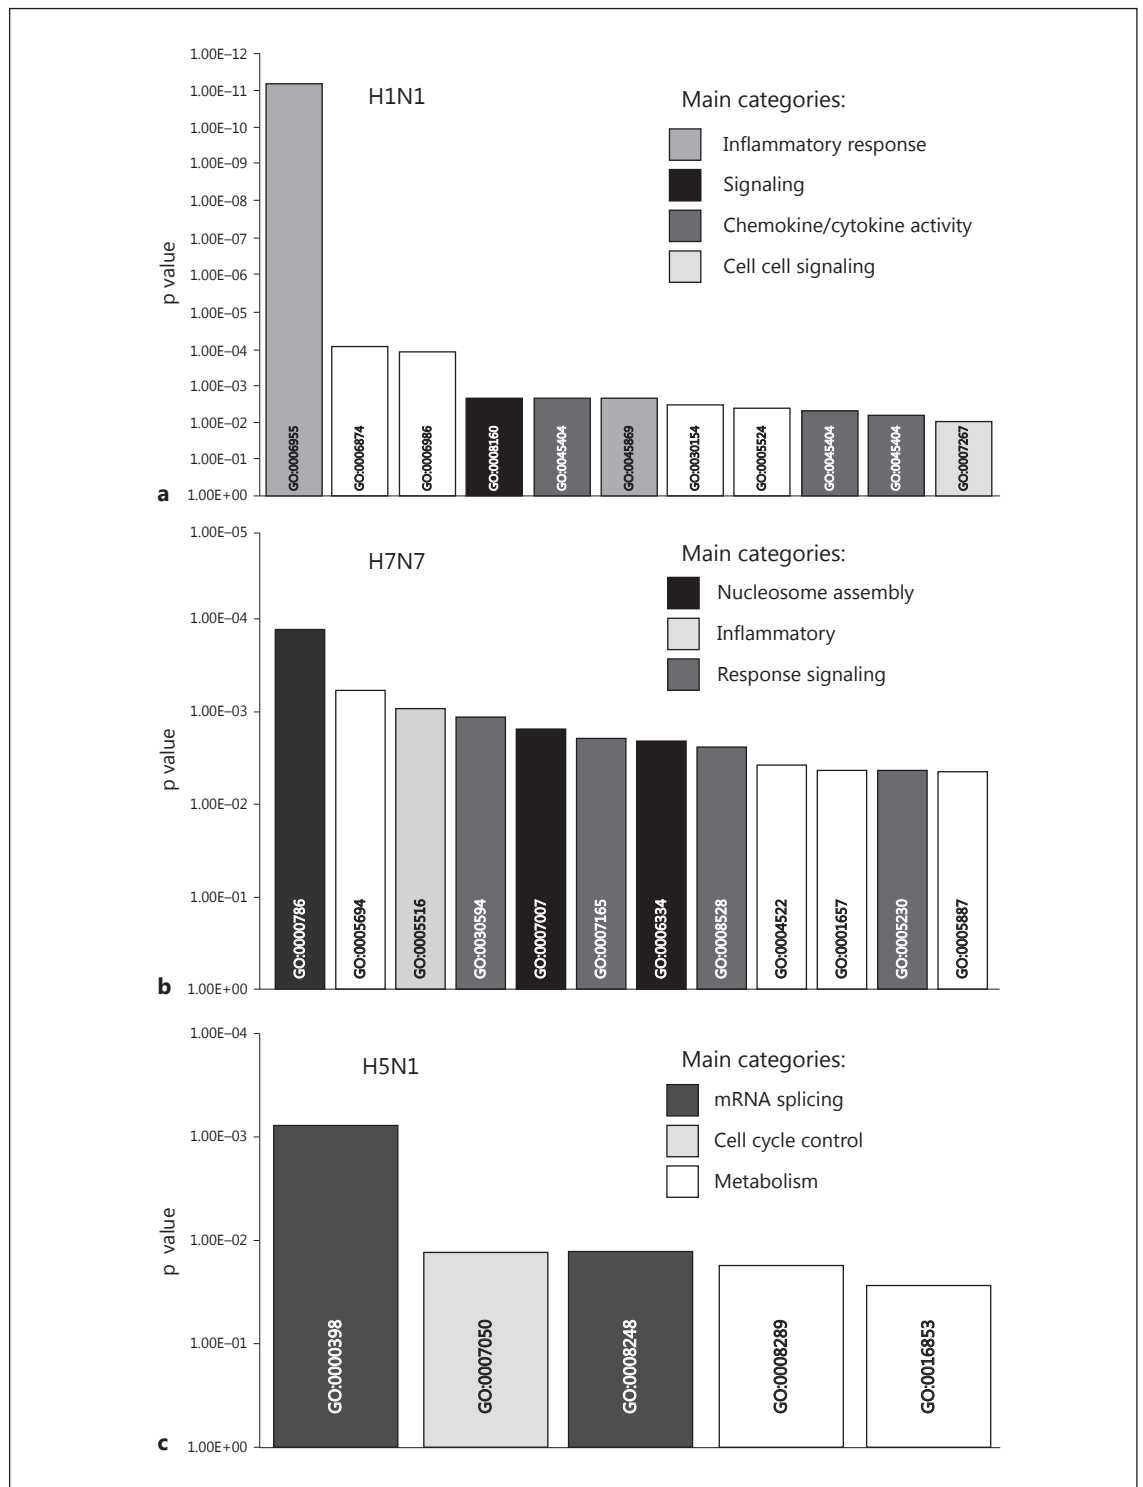 1.00E–12
1.00E–11
1.00E–10
1.00E–09
1.00E–08
1.00E–07
1.00E–06
1.00E–05
1.00E–04
1.00E–03
1.00E–02
1.00E–01
1.00E+00
p value
a
H1N1
Main categories:
Inflammatory response
Signaling
Chemokine/cytokine activity
Cell cell signaling
GO:0006955
GO:0006874
GO:0006986
GO:0008160
GO:0045404
GO:0045869
GO:0030154
GO:0005524
GO:0045404
GO:0045404
GO:0007267
1.00E–05
1.00E–04
1.00E–03
1.00E–02
1.00E–01
1.00E+00
p value
b
H7N7
Main categories:
Nucleosome assembly
Inflammatory
Response signaling
GO:0000786
GO:0005694
GO:0005516
GO:0030594
GO:0007007
GO:0007165
GO:0006334
GO:0008528
GO:0004522
GO:0001657
GO:0005230
GO:0005887
1.00E–04
1.00E–03
1.00E–02
1.00E–01
1.00E+00
p value
c
H5N1
Main categories:
mRNA splicing
Cell cycle control
Metabolism
GO:0000398
GO:0007050
GO:0008248
GO:0008289
GO:0016853